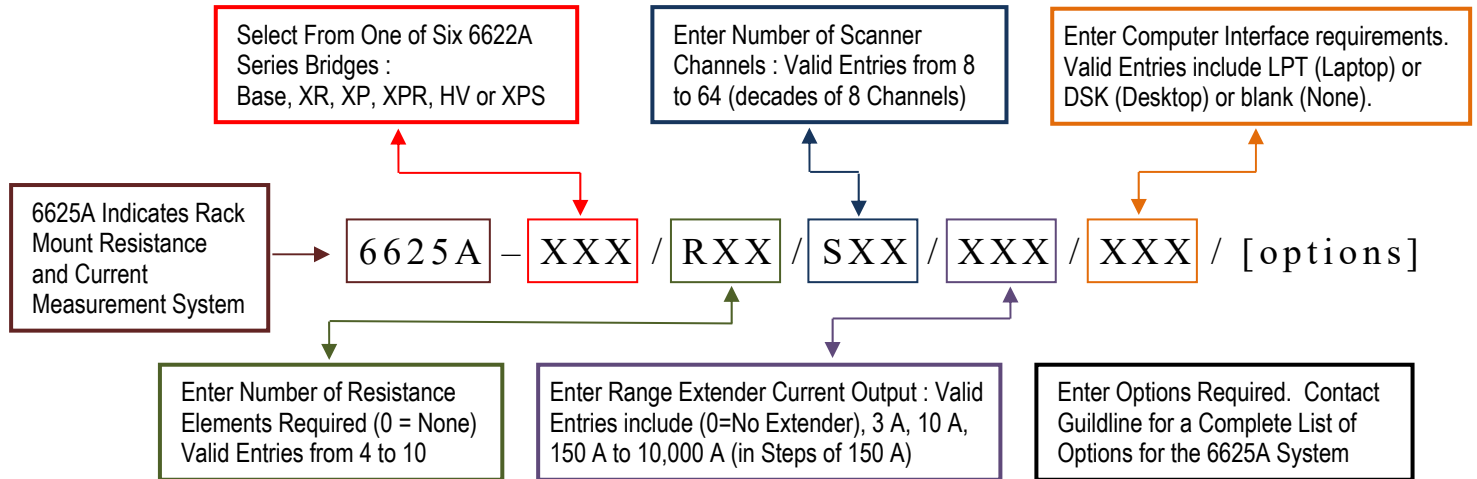 Select From One of Six 6622A
Series Bridges :
Base, XR, XP, XPR, HV or XPS
Enter Number of Scanner
Channels : Valid Entries from 8
to 64 (decades of 8 Channels)
Enter Computer Interface requirements.
Valid Entries include LPT (Laptop) or
DSK (Desktop) or blank (None).
6625A Indicates Rack
Mount Resistance
and Current
Measurement System
6625A – XXX / RXX / SXX / XXX / XXX / [options]
Enter Number of Resistance
Elements Required (0 = None)
Valid Entries from 4 to 10
Enter Range Extender Current Output : Valid
Entries include (0=No Extender), 3 A, 10 A,
150 A to 10,000 A (in Steps of 150 A)
Enter Options Required. Contact
Guildline for a Complete List of
Options for the 6625A System